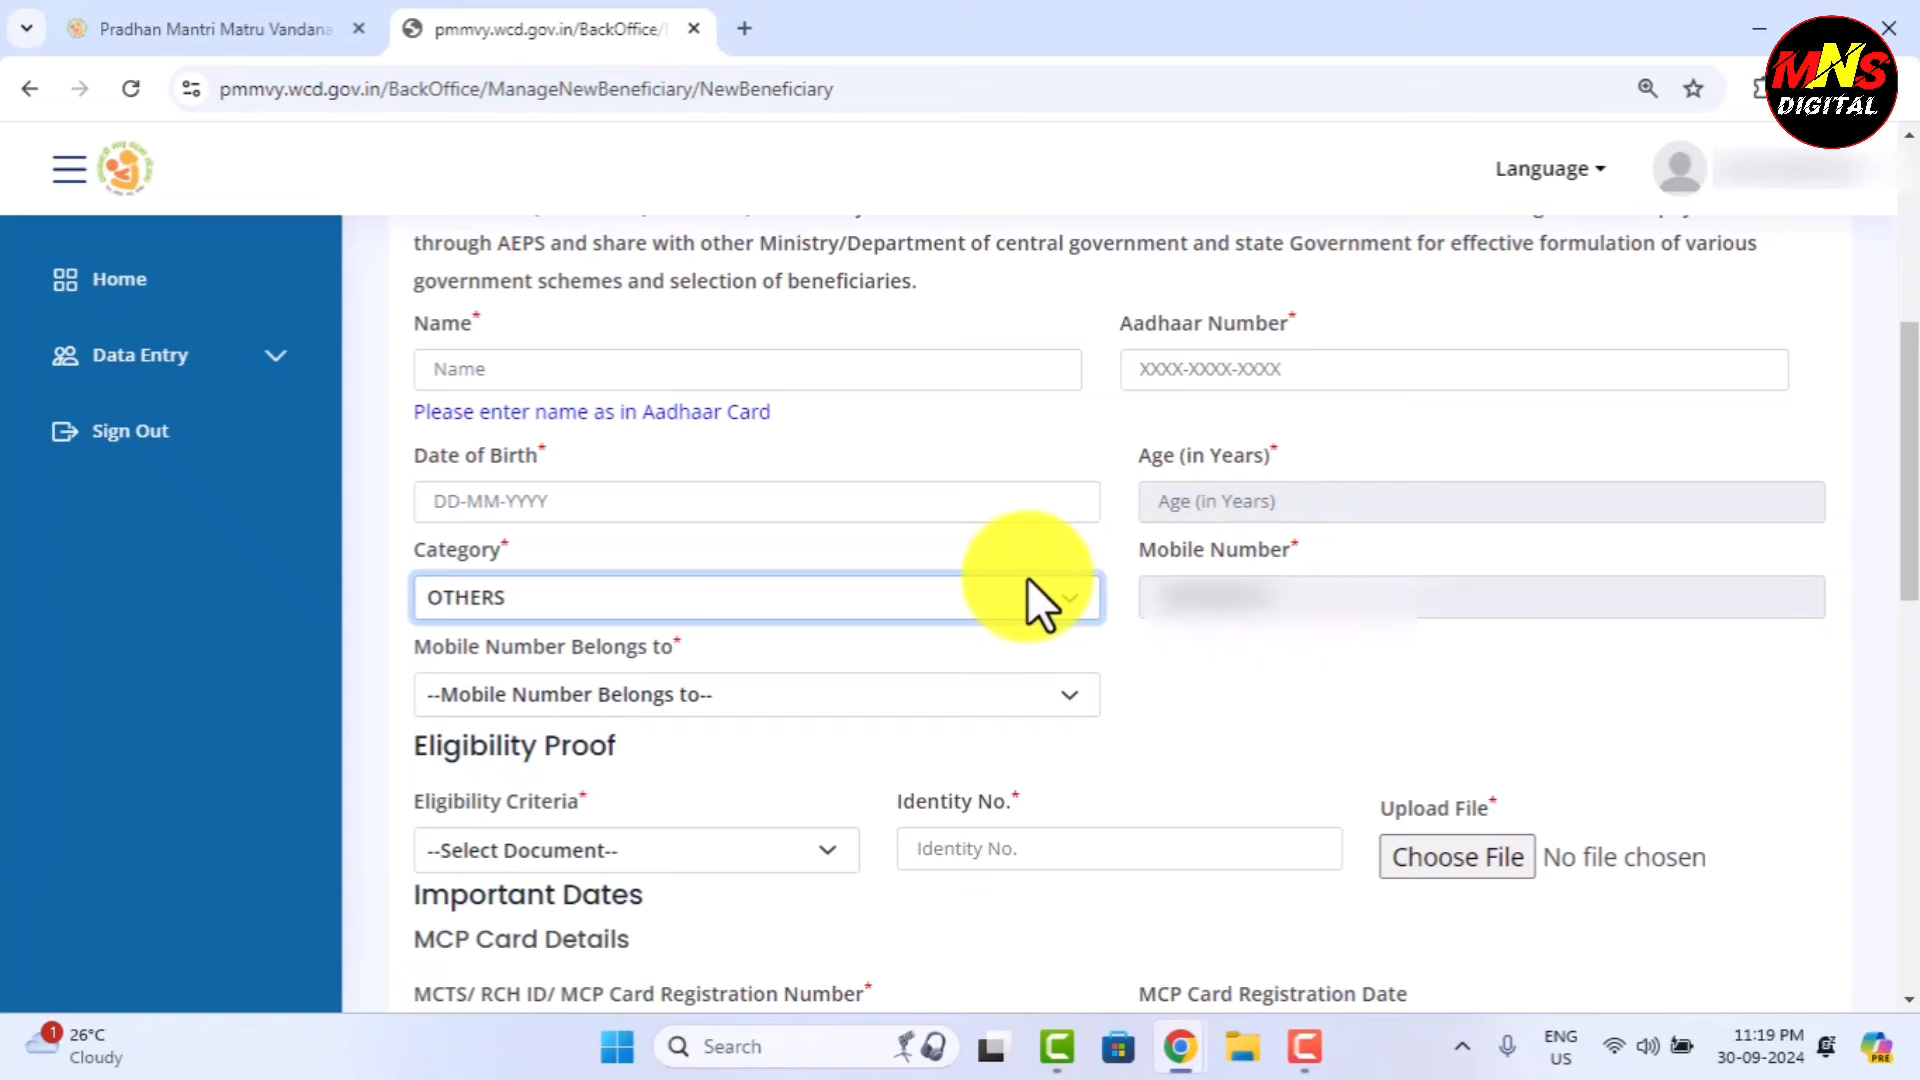 Pradhan Mantri Matru Vandana
pmmvy.wcd.gov.in/BackOffice/
pmmvy.wcd.gov.in/BackOffice/ManageNewBeneficiary/NewBeneficiary
MNS
DIGITAL
Language
Home
Data Entry
Sign Out
through AEPS and share with other Ministry/Department of central government and state Government for effective formulation of various
government schemes and selection of beneficiaries.
Name*
Aadhaar Number*
Name
XXXX-XXXX-XXXX
Please enter name as in Aadhaar Card
Date of Birth*
Age (in Years)*
DD-MM-YYYY
Age (in Years)
Category*
Mobile Number*
OTHERS
Mobile Number Belongs to*
--Mobile Number Belongs to--
Eligibility Proof
Eligibility Criteria*
Identity No.*
Upload File*
--Select Document--
Identity No.
Choose File No file chosen
Important Dates
MCP Card Details
MCTS/ RCH ID/ MCP Card Registration Number*
MCP Card Registration Date
1
26°C
Cloudy
Search
ENG
US
11:19 PM
30-09-2024
PRE